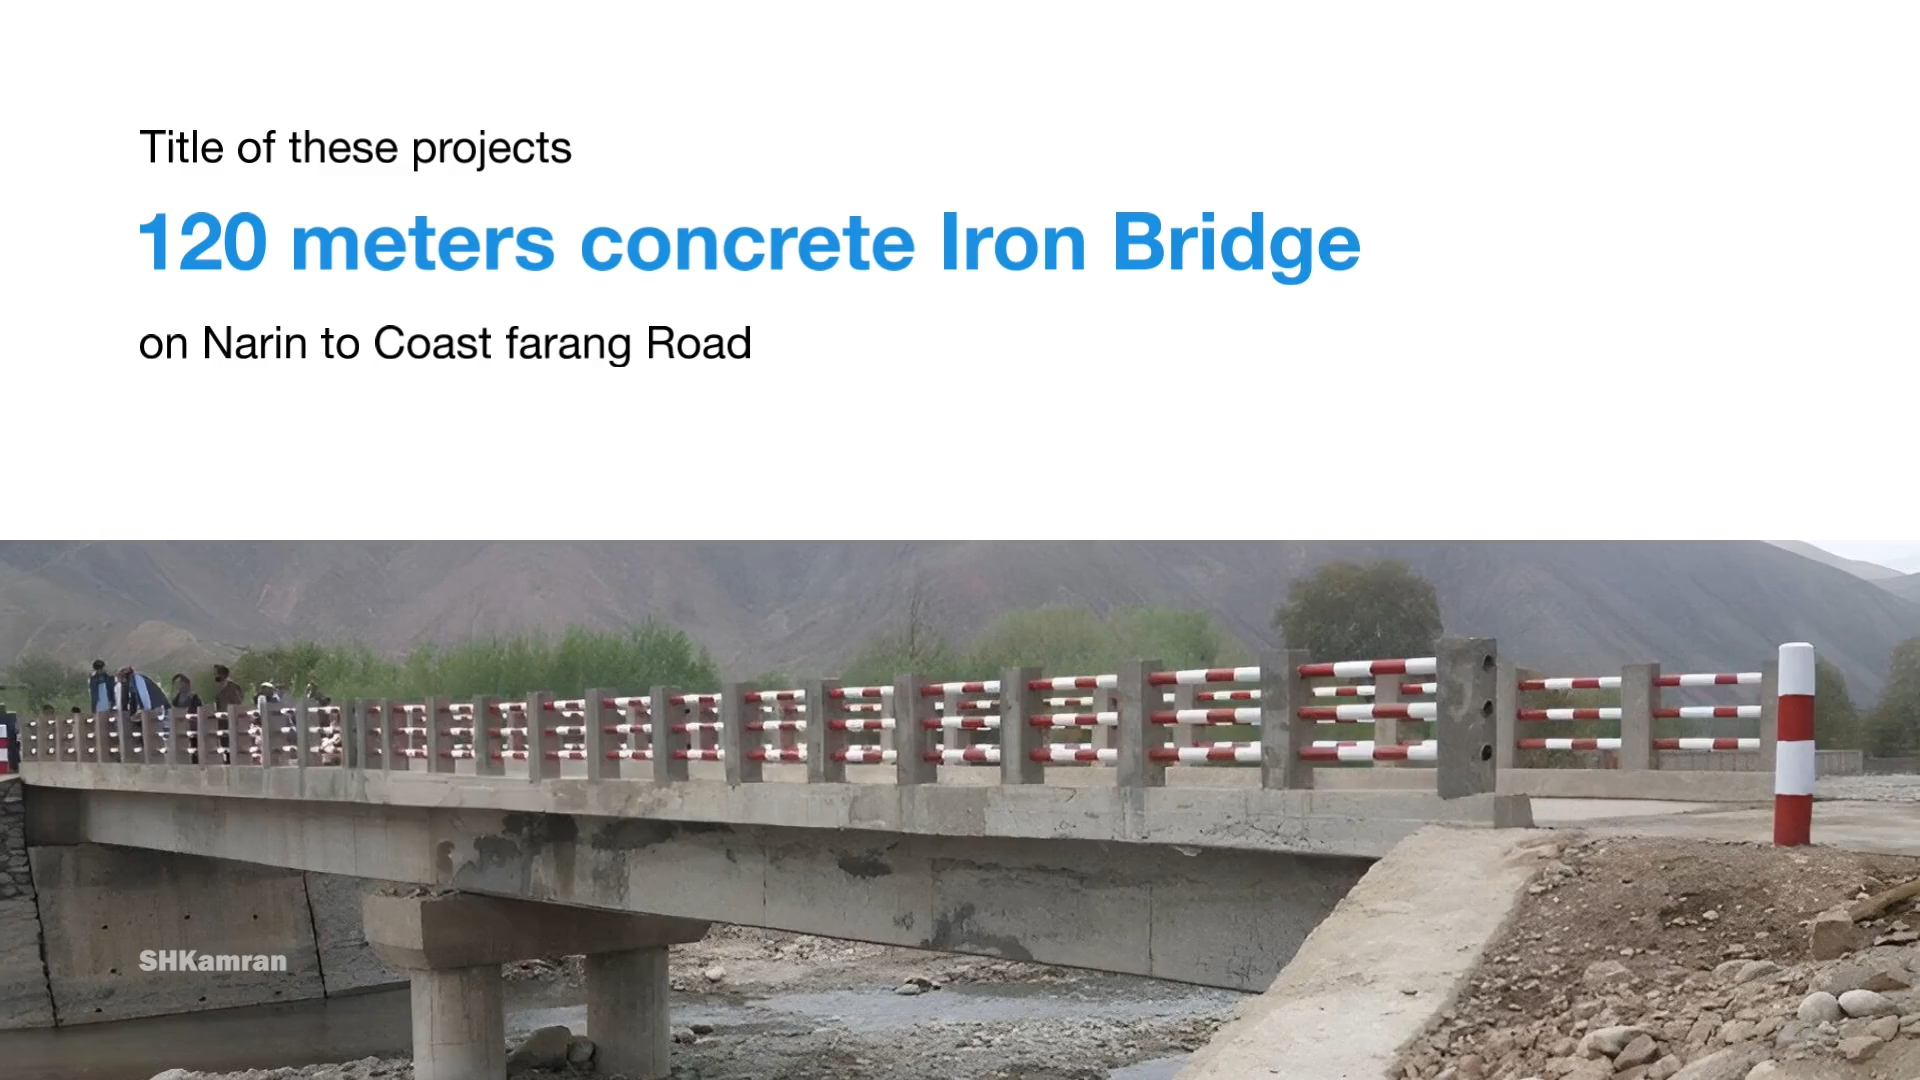 Title of these projects
120 meters concrete Iron Bridge
on Narin to Coast farang Road
SHKamran